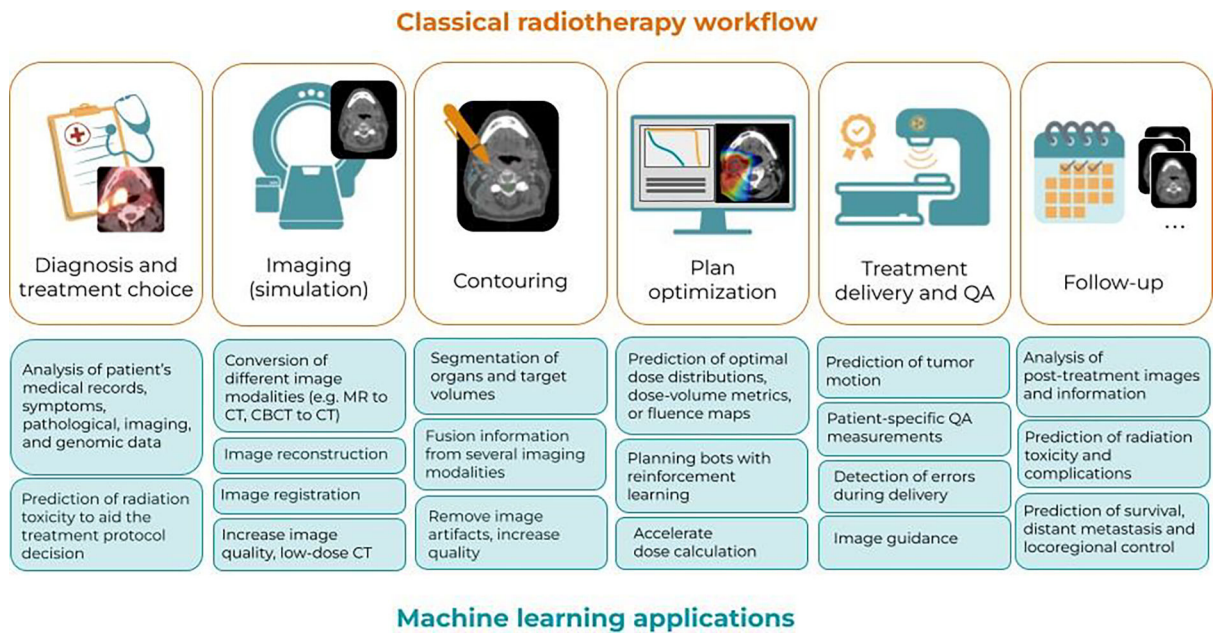 Classical radiotherapy workflow
Diagnosis and
treatment choice
Imaging
(simulation)
Contouring
Plan
optimization
Treatment
delivery and QA
Follow-up
Analysis of patient's
medical records,
symptoms,
pathological, imaging,
and genomic data
Prediction of radiation
toxicity to aid the
treatment protocol
decision
Conversion of
different image
modalities (e.g. MR to
CT, CBCT to CT)
Image reconstruction
Image registration
Increase image
quality, low-dose CT
Segmentation of
organs and target
volumes
Fusion information
from several imaging
modalities
Remove image
artifacts, increase
quality
Prediction of optimal
dose distributions,
dose-volume metrics,
or fluence maps
Planning bots with
reinforcement
learning
Accelerate
dose calculation
Prediction of tumor
motion
Patient-specific QA
measurements
Detection of errors
during delivery
Image guidance
Analysis of
post-treatment images
and information
Prediction of radiation
toxicity and
complications
Prediction of survival,
distant metastasis and
locoregional control
Machine learning applications